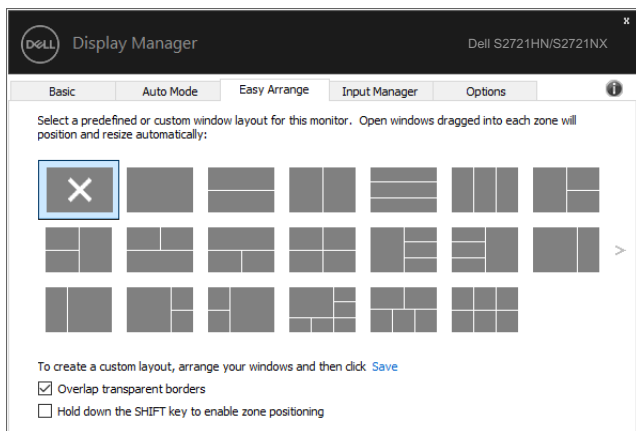 x
DELL Display Manager Dell S2721HN/S2721NX
Basic Auto Mode Easy Arrange Input Manager Options i
Select a predefined or custom window layout for this monitor. Open windows dragged into each zone will
position and resize automatically:
>
To create a custom layout, arrange your windows and then click Save
Overlap transparent borders
Hold down the SHIFT key to enable zone positioning